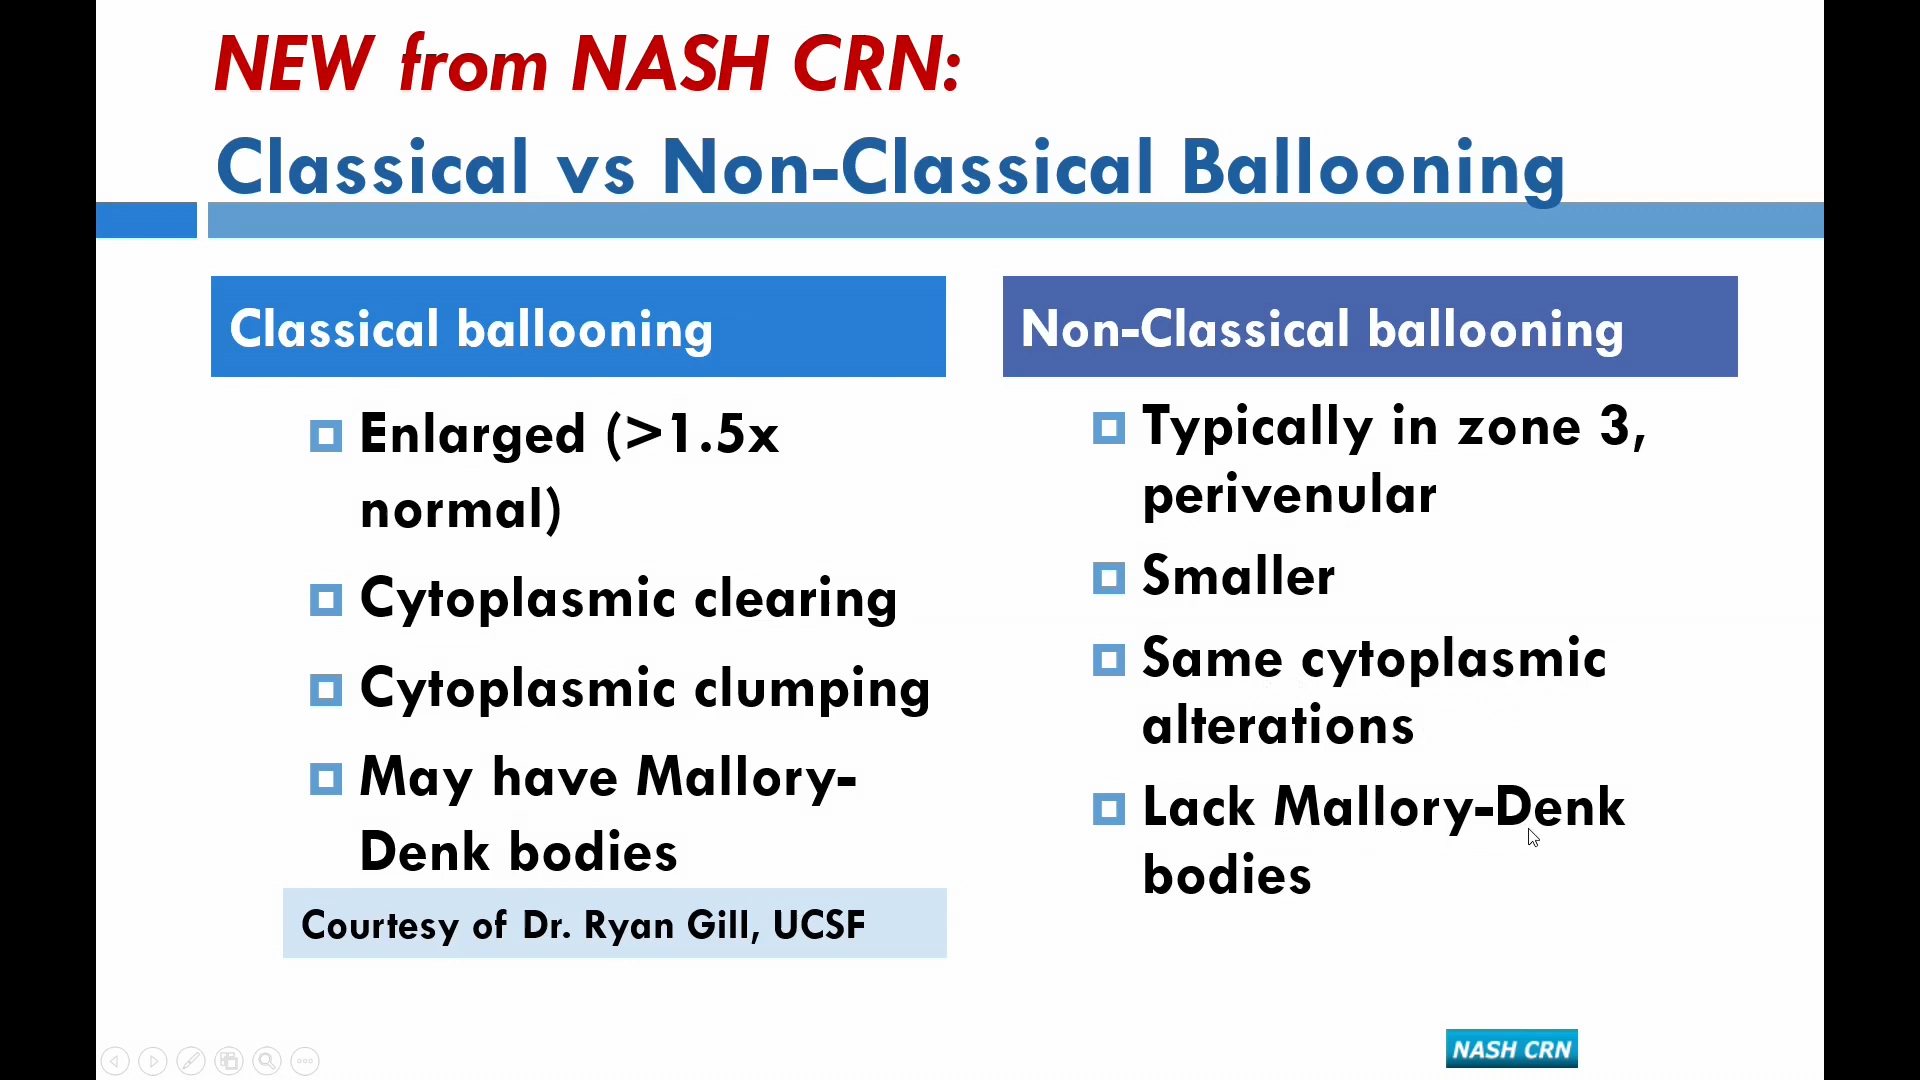 NEW from NASH CRN:
Classical vs Non-Classical Ballooning
Classical ballooning
Enlarged (>1.5x
normal)
Cytoplasmic clearing
Cytoplasmic clumping
May have Mallory-
Denk bodies
Courtesy of Dr. Ryan Gill, UCSF
Non-Classical ballooning
Typically in zone 3,
perivenular
Smaller
Same cytoplasmic
alterations
Lack Mallory-Denk
bodies
NASH CRN